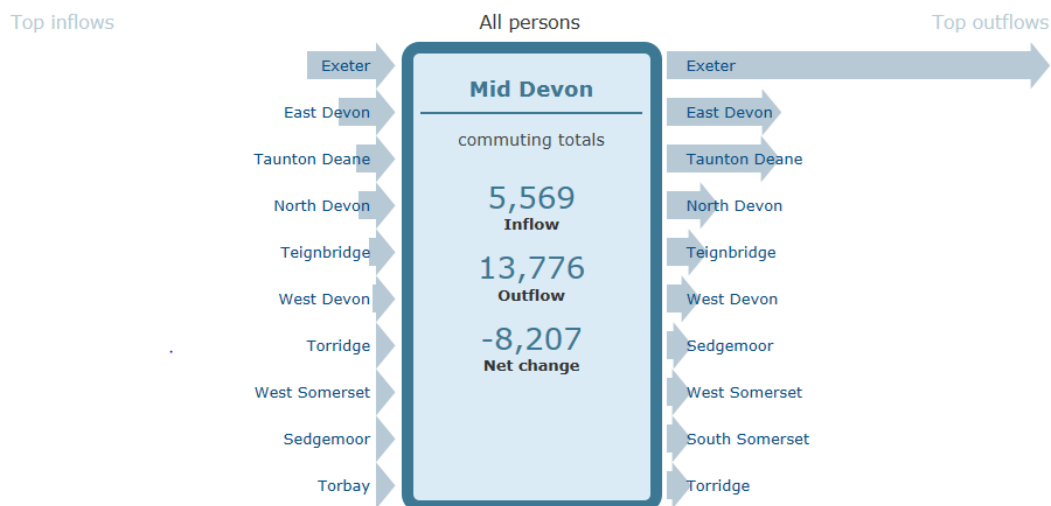 Top inflows
All persons
Top outflows
Exeter
East Devon
Taunton Deane
North Devon
Teignbridge
West Devon
Torridge
West Somerset
Sedgemoor
Torbay
Mid Devon
commuting totals
5,569
Inflow
13,776
Outflow
-8,207
Net change
Exeter
East Devon
Taunton Deane
North Devon
Teignbridge
West Devon
Sedgemoor
West Somerset
South Somerset
Torridge